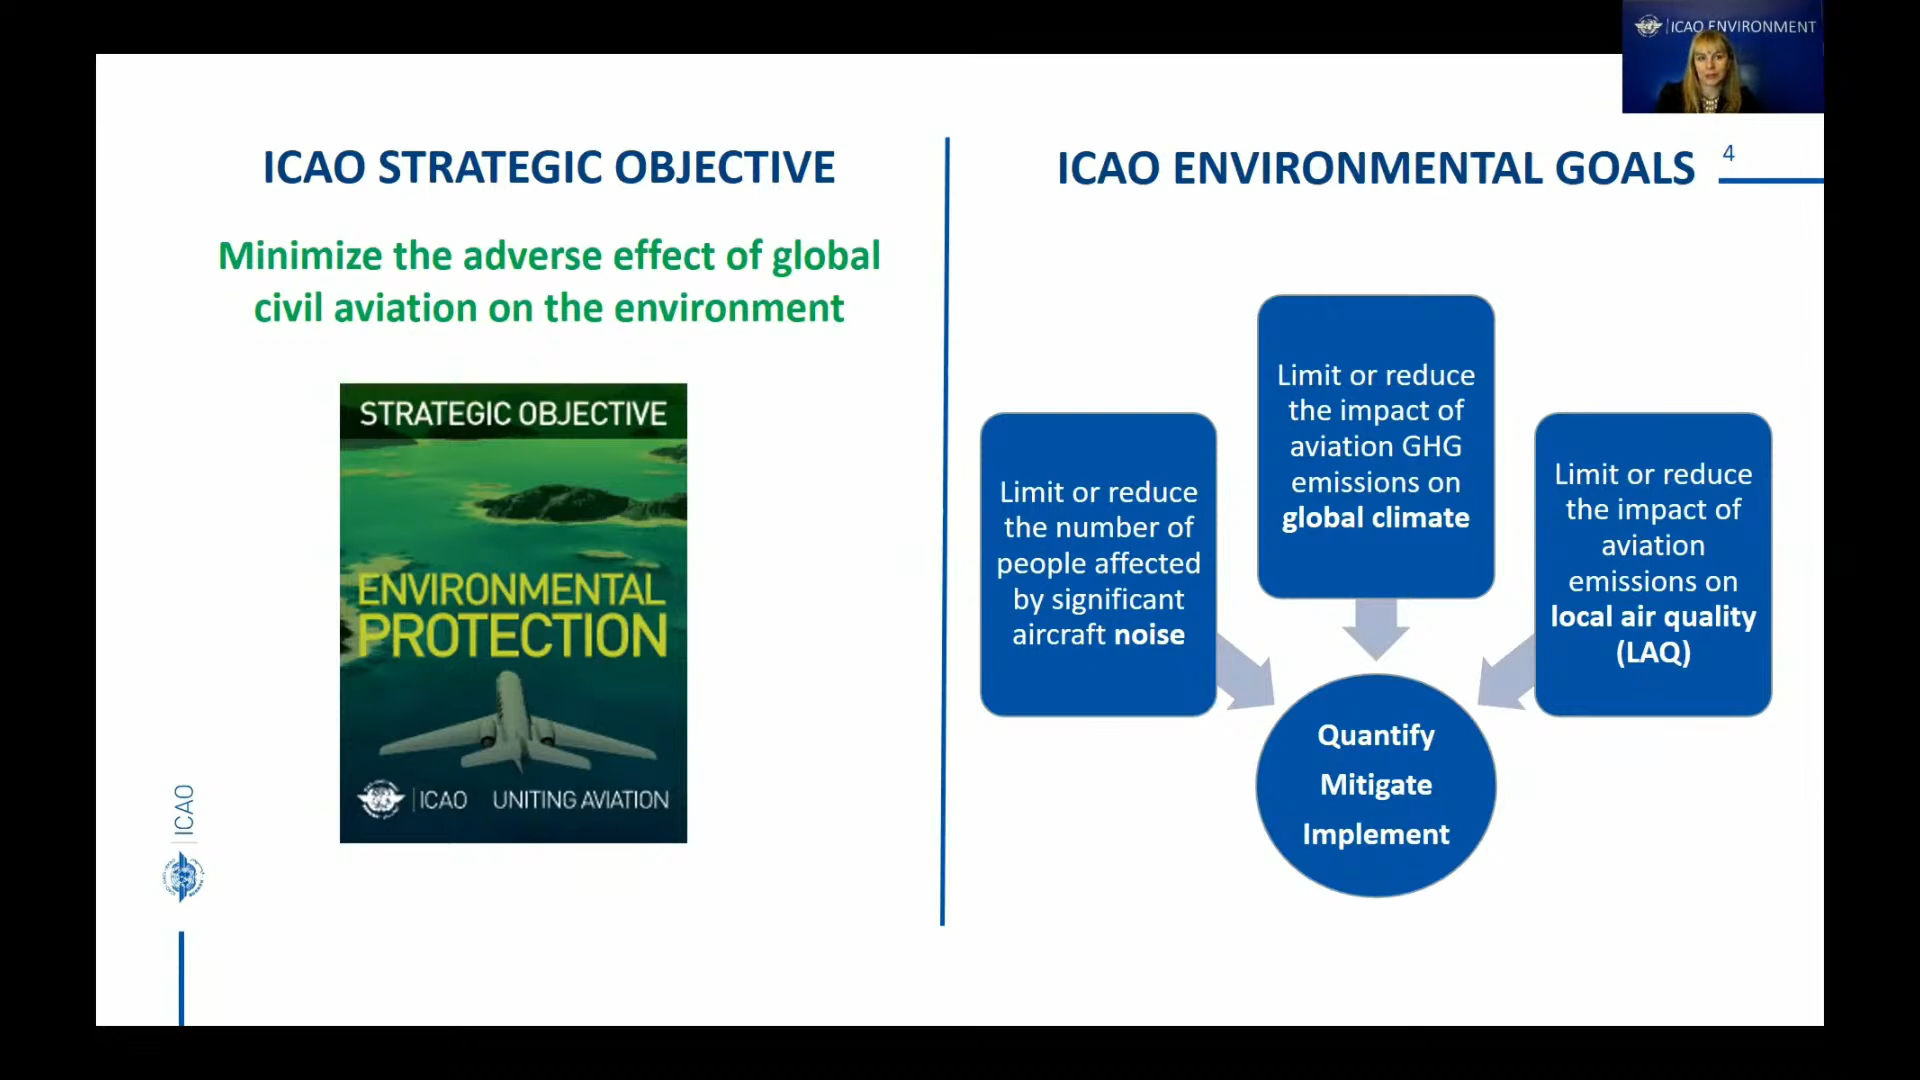 ICAO ENVIRONMENT
ICAO STRATEGIC OBJECTIVE
Minimize the adverse effect of global
civil aviation on the environment
STRATEGIC OBJECTIVE
ENVIRONMENTAL
PROTECTION
ICAO UNITING AVIATION
ICAO
ICAO ENVIRONMENTAL GOALS
4
Limit or reduce
the number of
people affected
by significant
aircraft noise
Limit or reduce
the impact of
aviation GHG
emissions on
global climate
Limit or reduce
the impact of
aviation
emissions on
local air quality
(LAQ)
Quantify
Mitigate
Implement